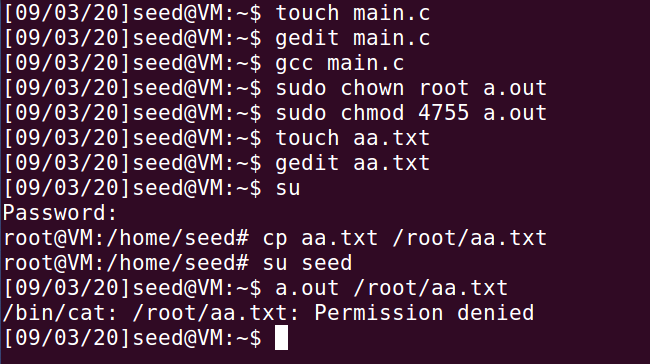 [09/03/20]seed@VM:~$ touch main.c
[09/03/20]seed@VM:~$ gedit main.c
[09/03/20]seed@VM:~$ gcc main.c
[09/03/20]seed@VM:~$ sudo chown root a.out
[09/03/20]seed@VM:~$ sudo chmod 4755 a.out
[09/03/20]seed@VM:~$ touch aa.txt
[09/03/20]seed@VM:~$ gedit aa.txt
[09/03/20]seed@VM:~$ su
Password:
root@VM:/home/seed# cp aa.txt /root/aa.txt
root@VM:/home/seed# su seed
[09/03/20]seed@VM:~$ a.out /root/aa.txt
/bin/cat: /root/aa.txt: Permission denied
[09/03/20]seed@VM:~$